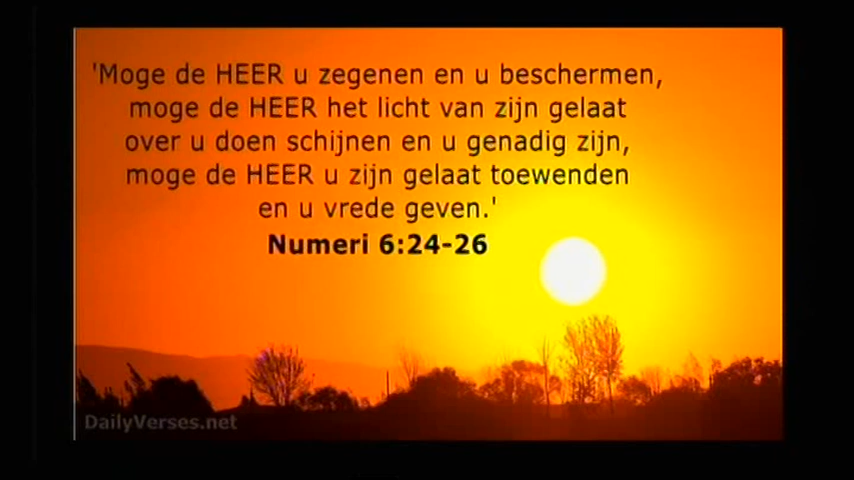 'Moge de HEER u zegenen en u beschermen,
moge de HEER het licht van zijn gelaat
over u doen schijnen en u genadig zijn,
moge de HEER u zijn gelaat toewenden
en u vrede geven.'
Numeri 6:24-26
DailyVerses.net